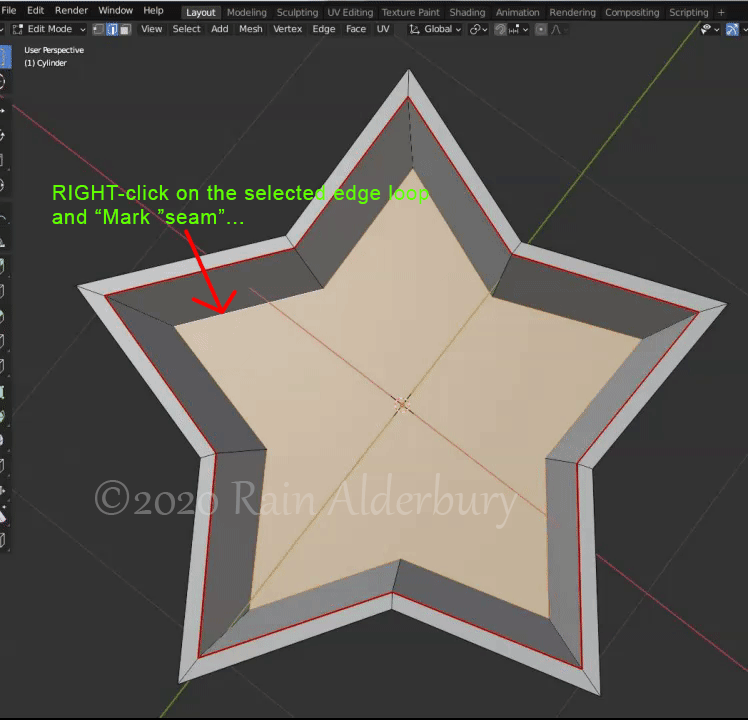 File Edit Render Window Help Layout Modeling Sculpting UV Editing Texture Paint Shading Animation Rendering Compositing Scripting +
Edit Mode View Select Add Mesh Vertex Edge Face UV Global
User Perspective
(1) Cylinder
RIGHT-click on the selected edge loop
and “Mark ”seam”...
©2020 Rain Alderbury